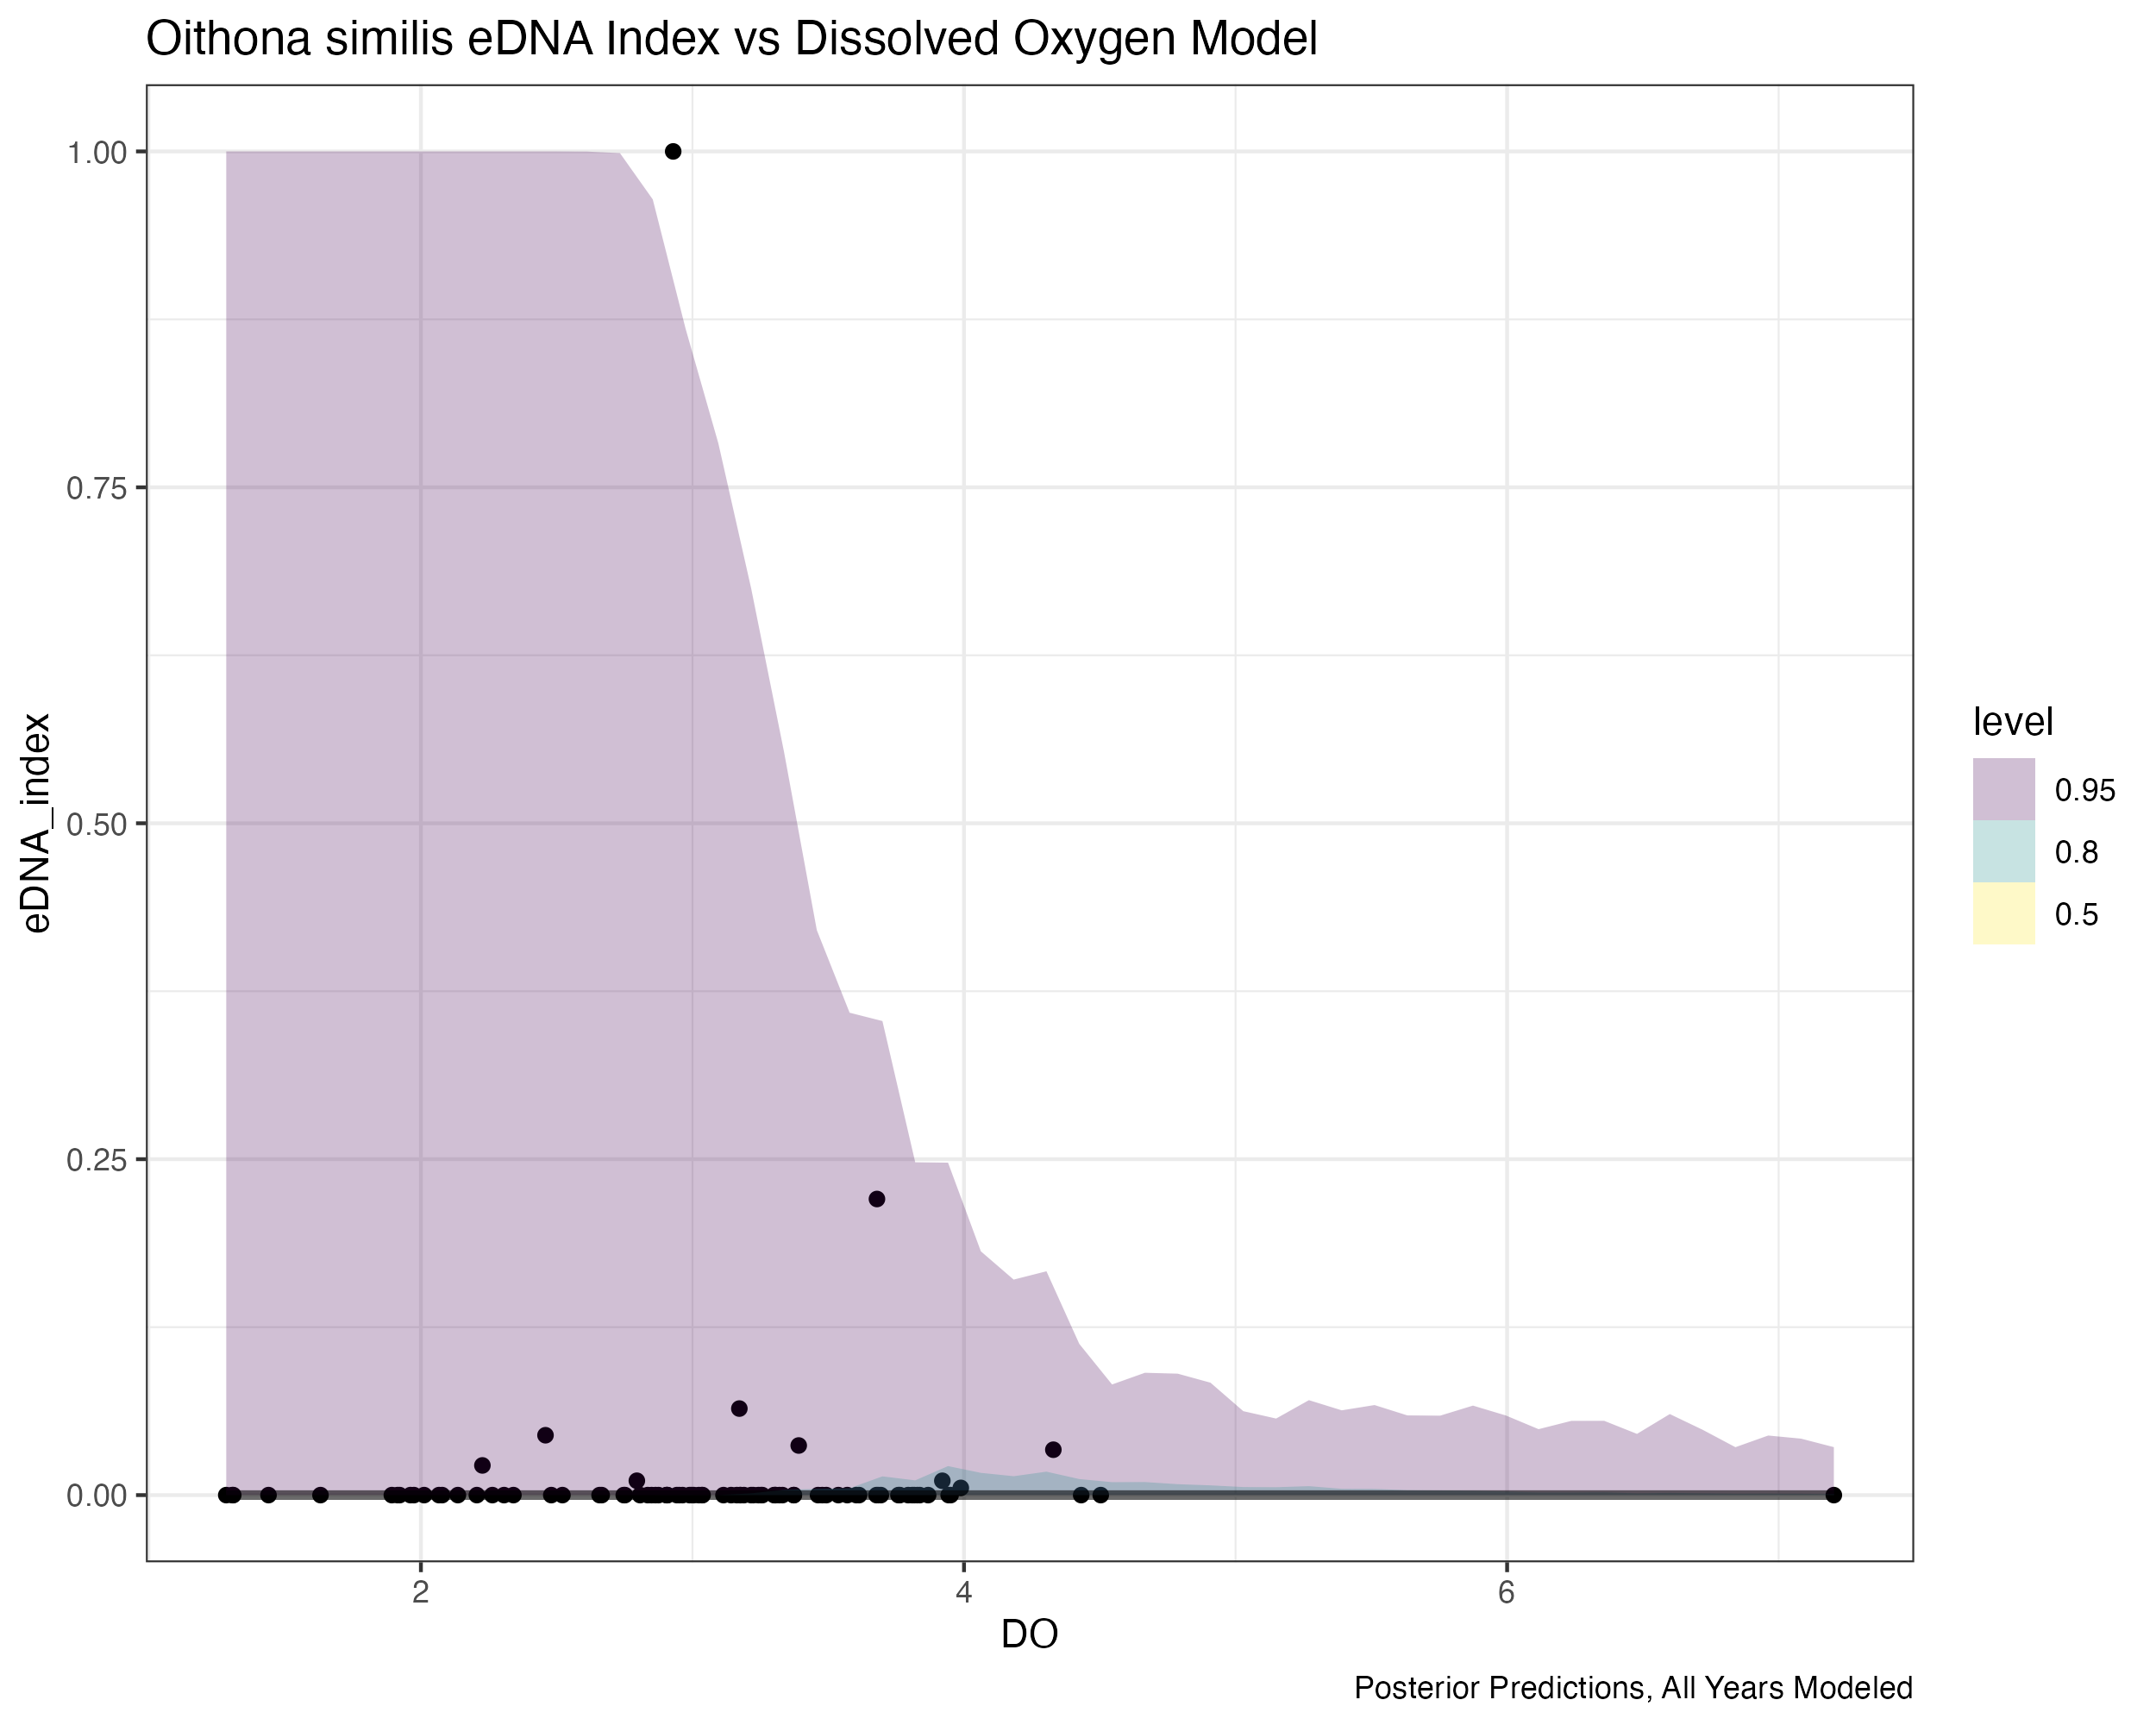 Oithona similis eDNA Index vs Dissolved Oxygen Model
1.00
0.75
0.50
0.25
0.00
eDNA_index
2
4
6
DO
level
0.95
0.8
0.5
Posterior Predictions, All Years Modeled